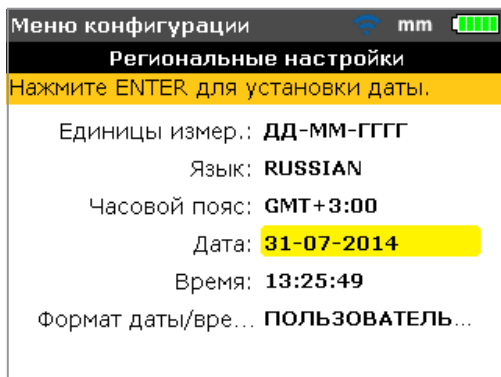 Меню конфигурации mm
Региональные настройки
Нажмите ENTER для установки даты.
Единицы измер.: ДД-ММ-ГГГГ
Язык: RUSSIAN
Часовой пояс: GMT+3:00
Дата: 31-07-2014
Время: 13:25:49
Формат даты/вре... ПОЛЬЗОВАТЕЛЬ...